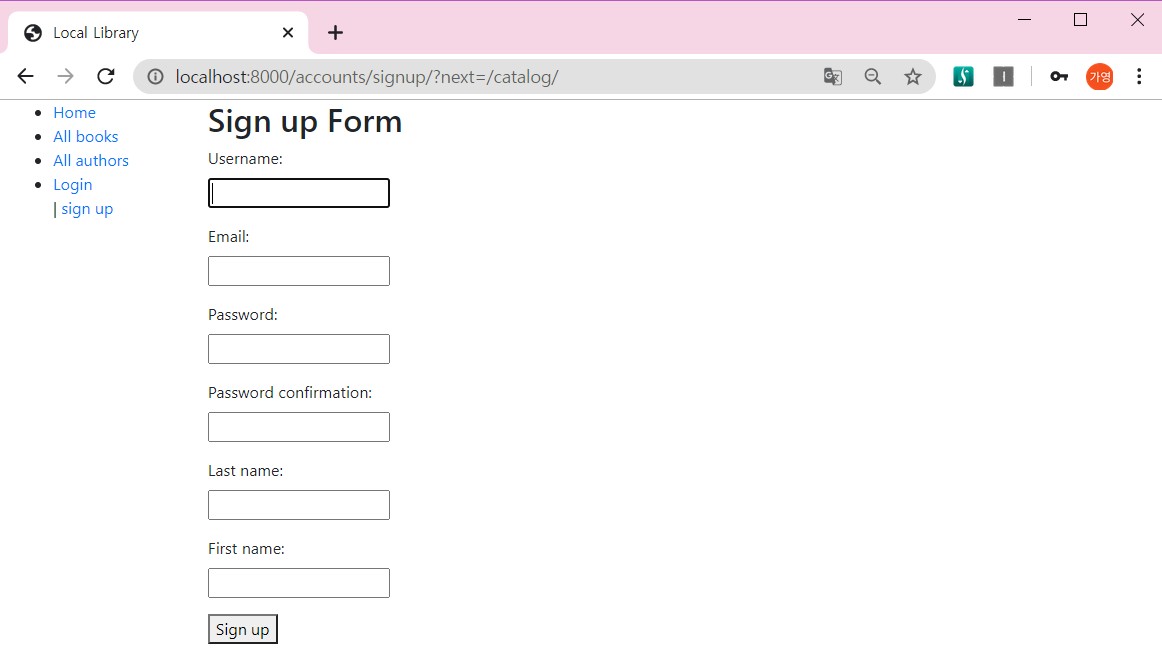 Local Library
localhost:8000/accounts/signup/?next=/catalog/
가영
Home
All books
All authors
Login
| sign up
Sign up Form
Username:
Email:
Password:
Password confirmation:
Last name:
First name:
Sign up